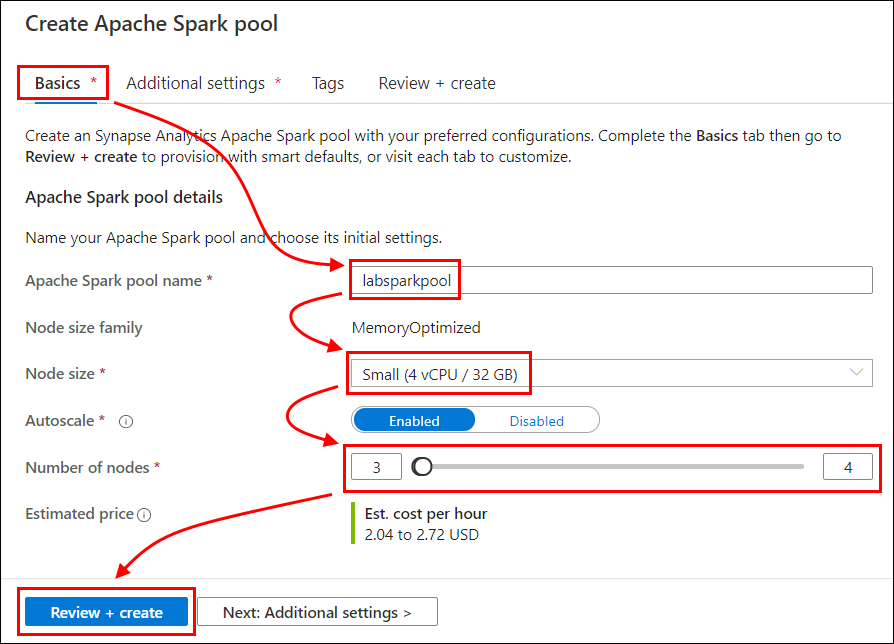 Create Apache Spark pool
Basics * Additional settings * Tags Review + create
Create an Synapse Analytics Apache Spark pool with your preferred configurations. Complete the Basics tab then go to
Review + create to provision with smart defaults, or visit each tab to customize.
Apache Spark pool details
Name your Apache Spark pool and choose its initial settings.
Apache Spark pool name * labsparkpool
Node size family MemoryOptimized
Node size * Small (4 vCPU / 32 GB)
Autoscale * Enabled Disabled
Number of nodes * 3 4
Estimated price Est. cost per hour
2.04 to 2.72 USD
Review + create Next: Additional settings >